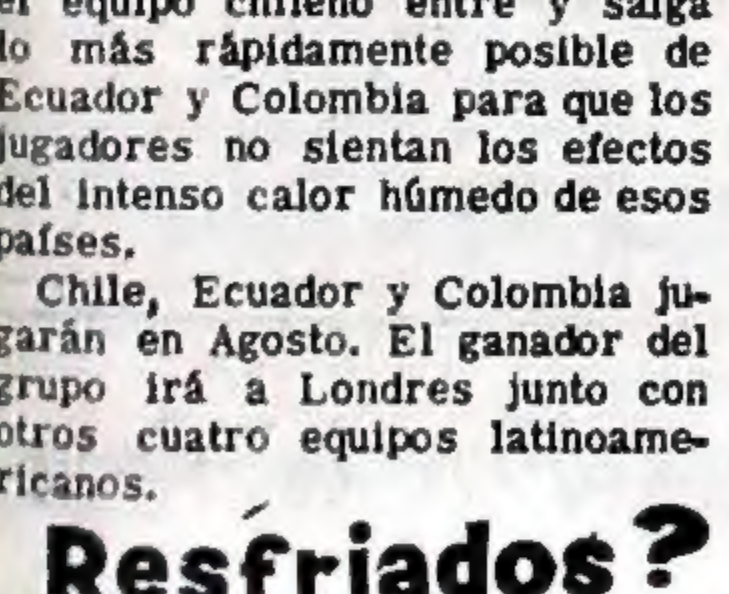 el equipo chileno entre y salga
lo más rápidamente posible de
Ecuador y Colombia para que los
jugadores no sientan los efectos
del intenso calor húmedo de esos
países.
Chile, Ecuador y Colombia ju-
garán en Agosto. El ganador del
grupo irá a Londres junto con
otros cuatro equipos latinoame-
ricanos.
Resfriados?